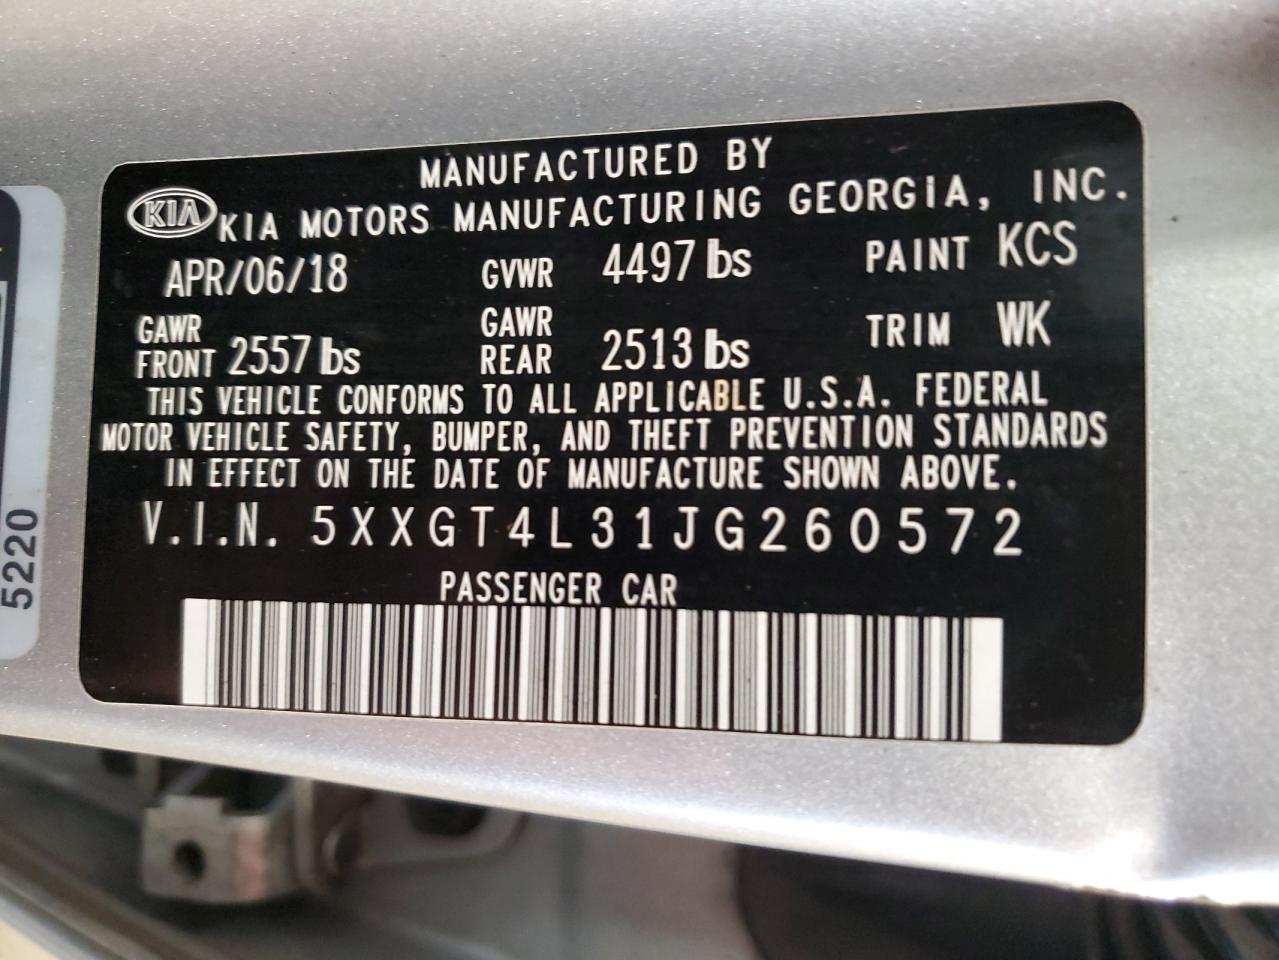 MANUFACTURED BY
KIA KIA MOTORS MANUFACTURING GEORGIA, INC.
APR/06/18 GVWR 4497 lbs PAINT KCS
GAWR FRONT 2557 lbs GAWR REAR 2513 lbs TRIM WK
THIS VEHICLE CONFORMS TO ALL APPLICABLE U.S.A. FEDERAL
MOTOR VEHICLE SAFETY, BUMPER, AND THEFT PREVENTION STANDARDS
IN EFFECT ON THE DATE OF MANUFACTURE SHOWN ABOVE.
V.I.N. 5XXGT4L31JG260572
PASSENGER CAR
5220